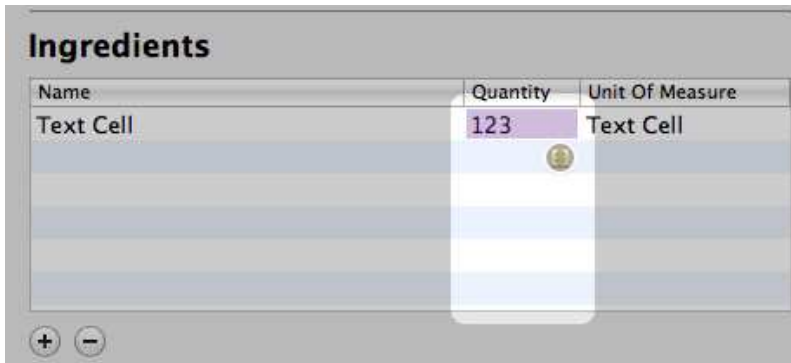 Ingredients
Name Quantity Unit Of Measure
Text Cell 123 Text Cell